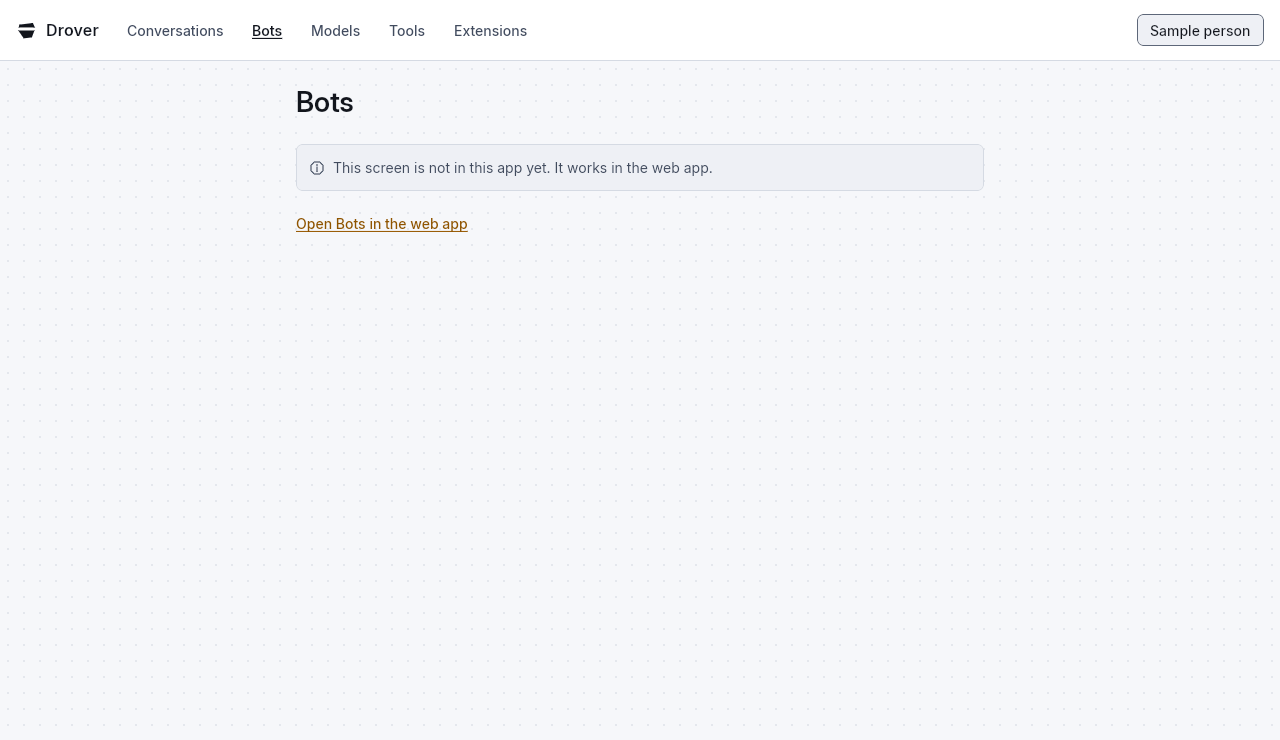 Drover
Conversations
Bots
Models
Tools
Extensions
Sample person
Bots
This screen is not in this app yet. It works in the web app.
Open Bots in the web app